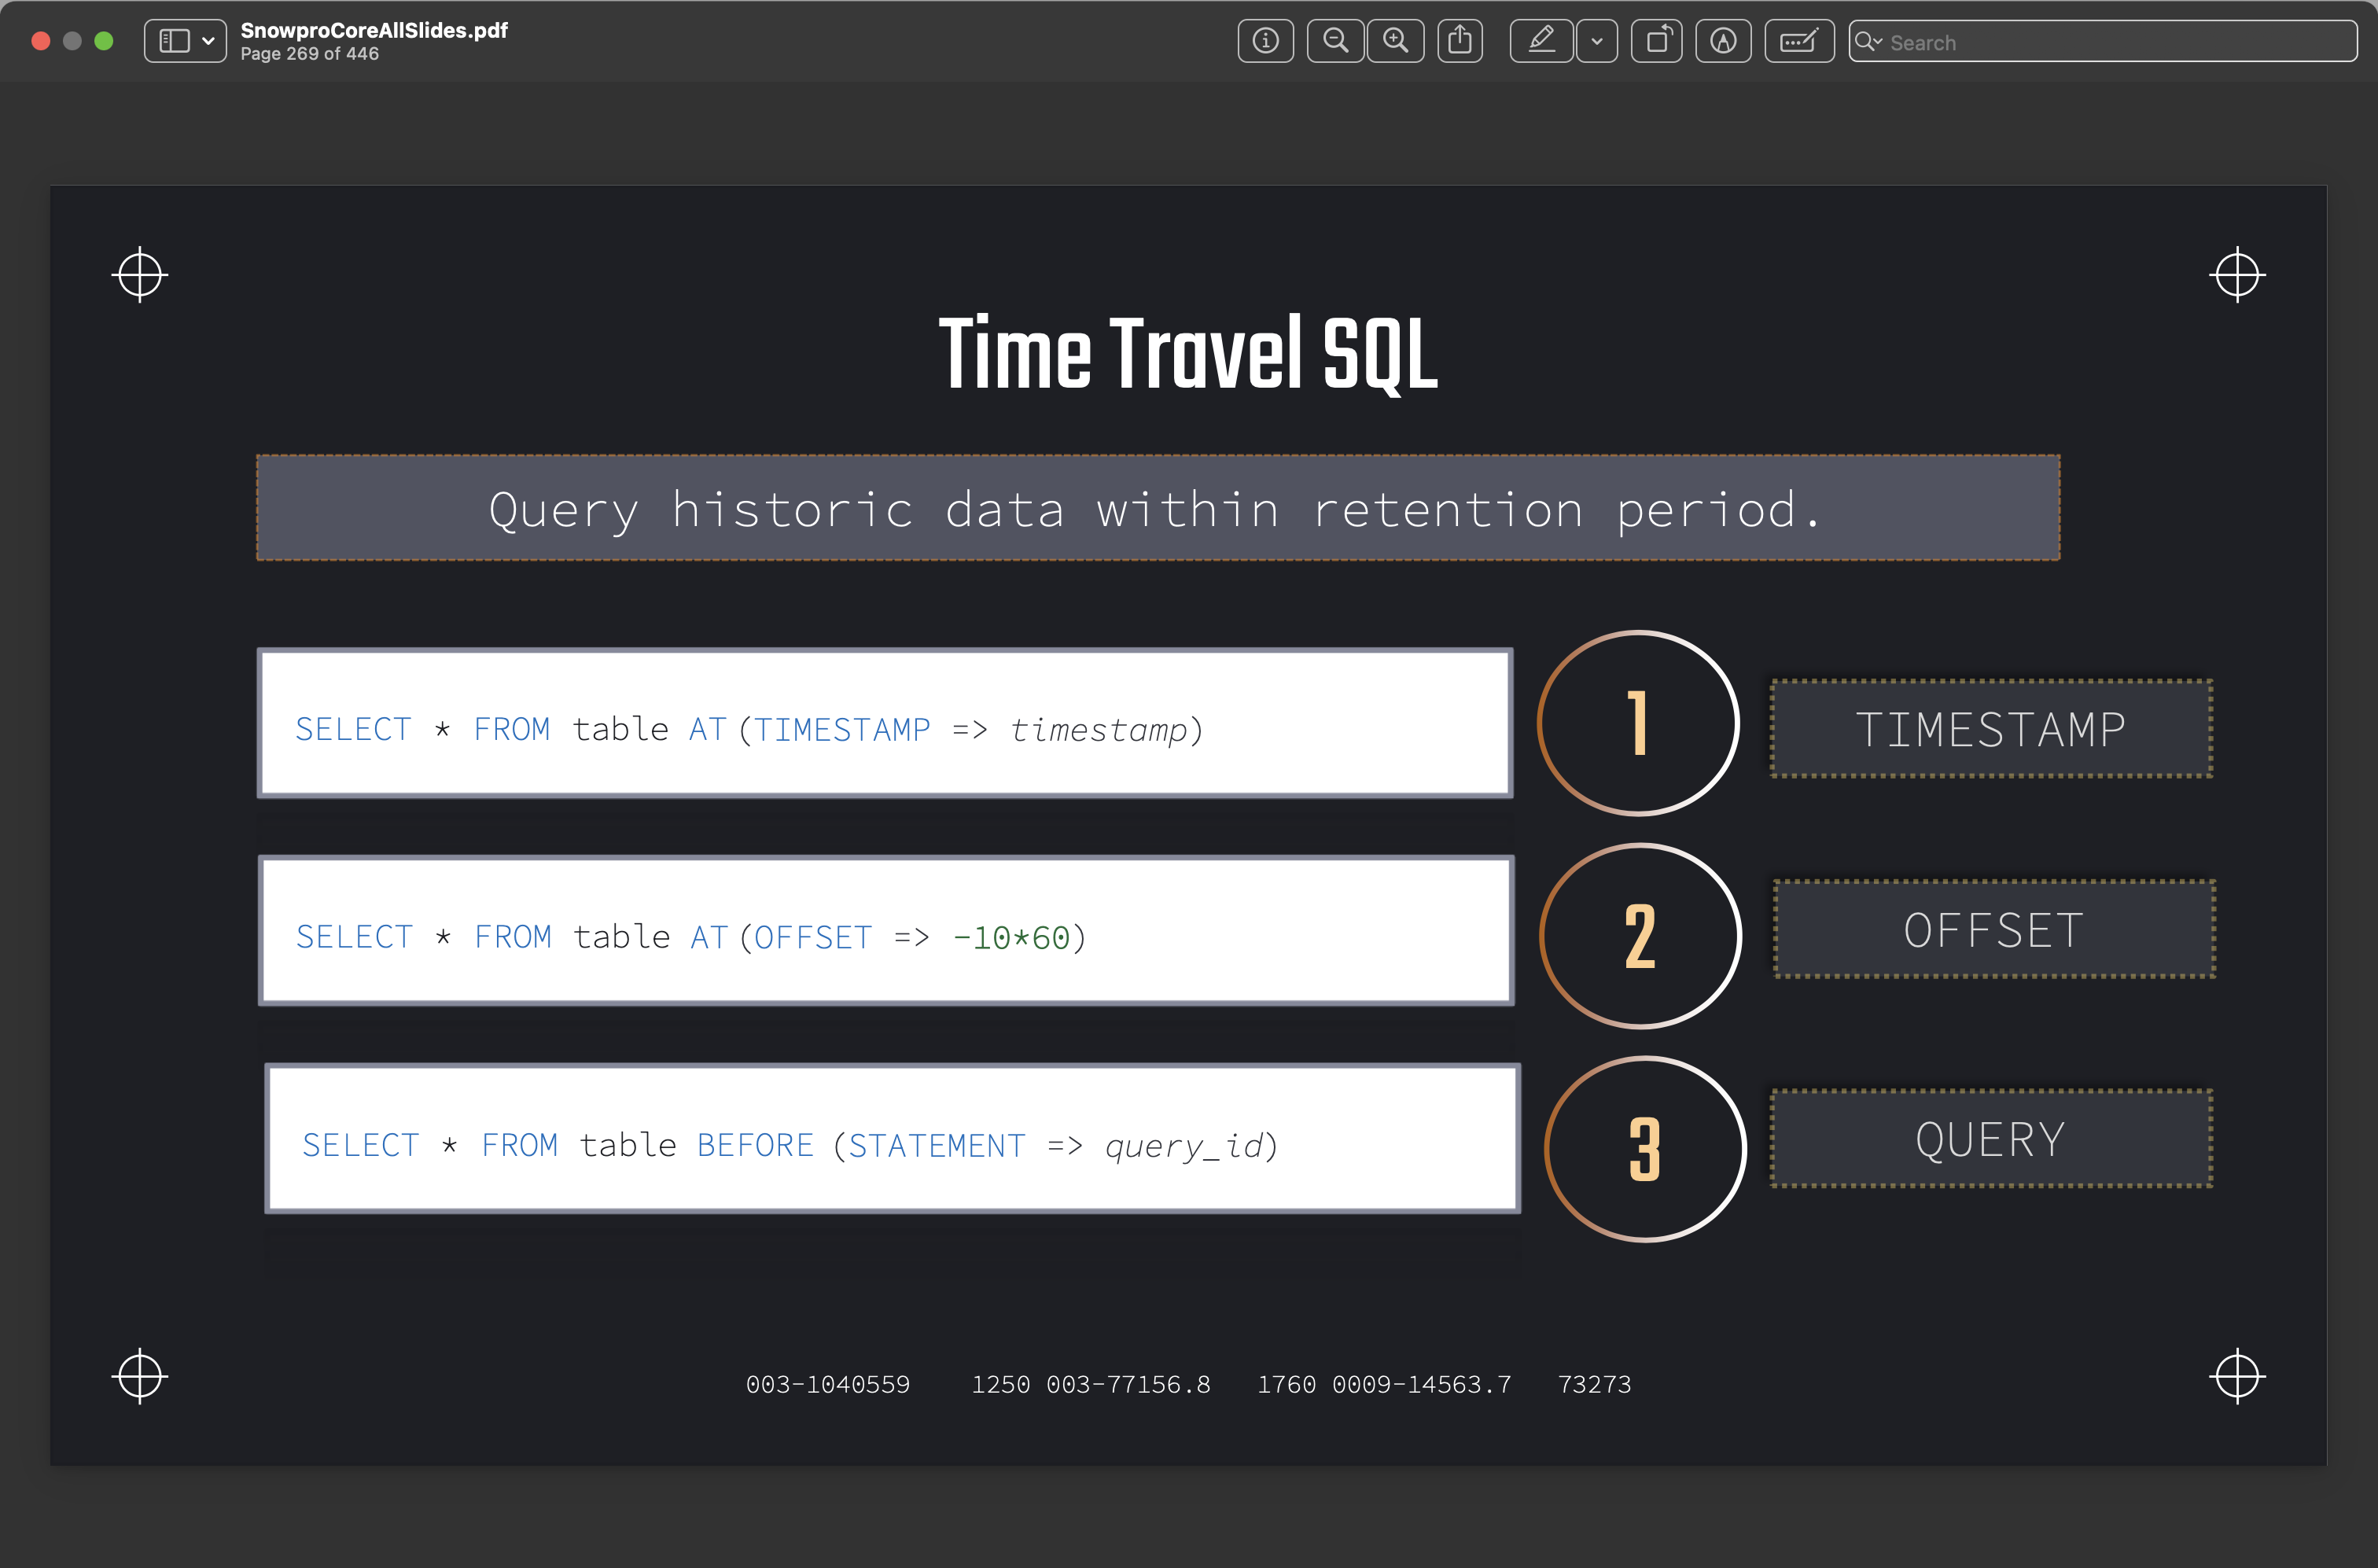 SnowproCoreAllSlides.pdf
Page 269 of 446
Search
Time Travel SQL
Query historic data within retention period.
SELECT * FROM table AT(TIMESTAMP => timestamp)
1
TIMESTAMP
SELECT * FROM table AT(OFFSET => -10*60)
2
OFFSET
SELECT * FROM table BEFORE (STATEMENT => query_id)
3
QUERY
003-1040559 1250 003-77156.8 1760 0009-14563.7 73273